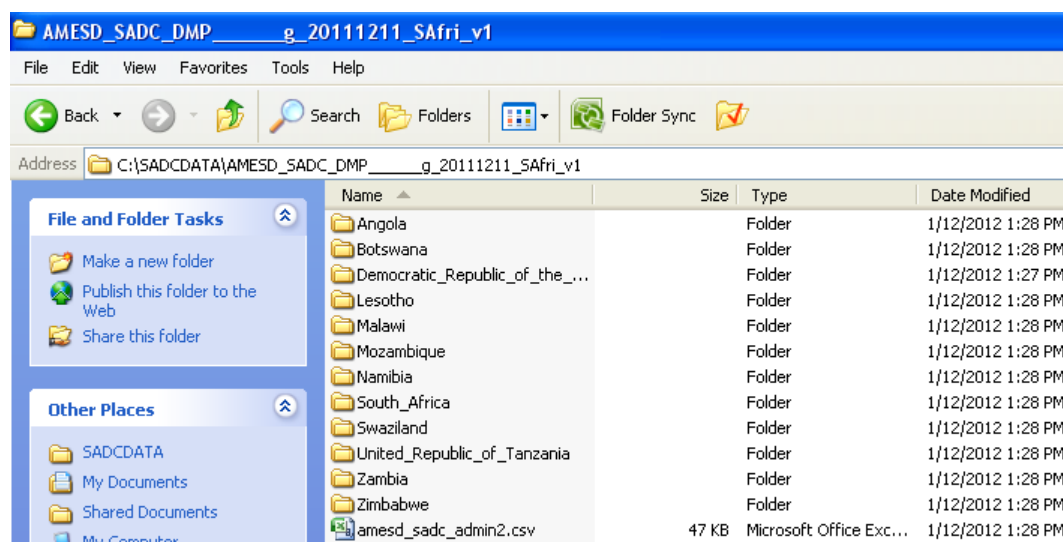 AMESD_SADC_DMP______g_20111211_SAfri_v1
File Edit View Favorites Tools Help
Back Search Folders Folder Sync
Address C:\SADCDATA\AMESD_SADC_DMP______g_20111211_SAfri_v1
Name Size Type Date Modified
File and Folder Tasks
Make a new folder
Publish this folder to the
Web
Share this folder
Other Places
SADCDATA
My Documents
Shared Documents
My Computer
Angola Folder 1/12/2012 1:28 PM
Botswana Folder 1/12/2012 1:28 PM
Democratic_Republic_of_the_... Folder 1/12/2012 1:27 PM
Lesotho Folder 1/12/2012 1:28 PM
Malawi Folder 1/12/2012 1:28 PM
Mozambique Folder 1/12/2012 1:28 PM
Namibia Folder 1/12/2012 1:28 PM
South_Africa Folder 1/12/2012 1:28 PM
Swaziland Folder 1/12/2012 1:28 PM
United_Republic_of_Tanzania Folder 1/12/2012 1:28 PM
Zambia Folder 1/12/2012 1:28 PM
Zimbabwe Folder 1/12/2012 1:28 PM
amesd_sadc_admin2.csv 47 KB Microsoft Office Exc... 1/12/2012 1:28 PM